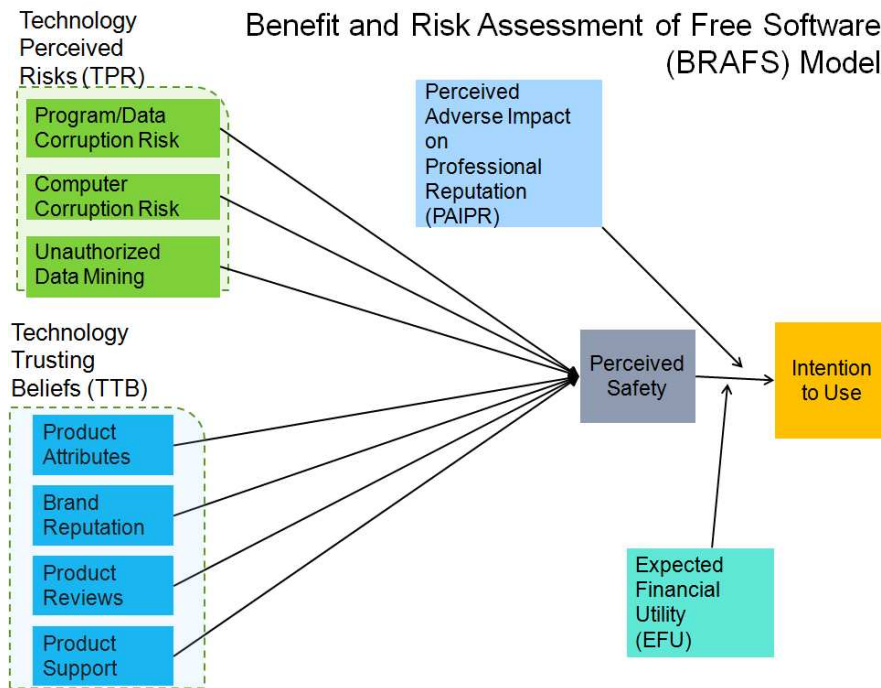 Benefit and Risk Assessment of Free Software
(BRAFS) Model
Technology
Perceived
Risks (TPR)
Program/Data
Corruption Risk
Computer
Corruption Risk
Unauthorized
Data Mining
Technology
Trusting
Beliefs (TTB)
Product
Attributes
Brand
Reputation
Product
Reviews
Product
Support
Perceived
Adverse Impact
on
Professional
Reputation
(PAIPR)
Perceived
Safety
Intention
to Use
Expected
Financial
Utility
(EFU)